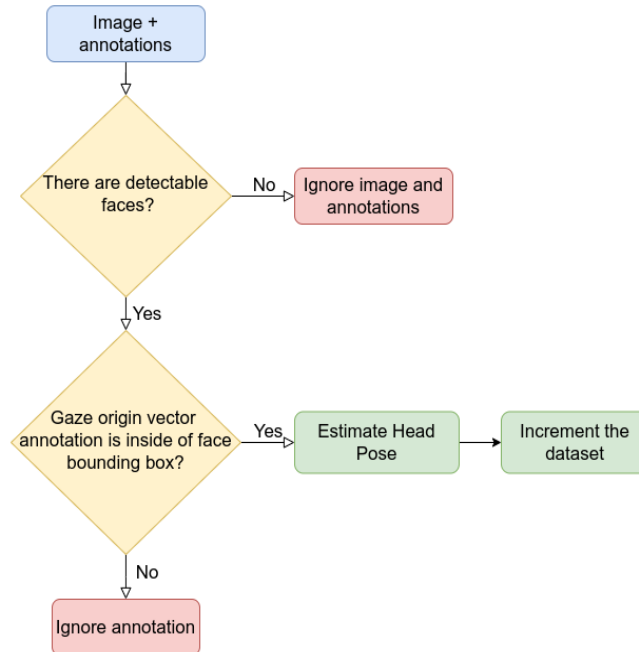 Image +
annotations
There are detectable
faces?
No
Ignore image and
annotations
Yes
Gaze origin vector
annotation is inside of face
bounding box?
Yes
Estimate Head
Pose
Increment the
dataset
No
Ignore annotation